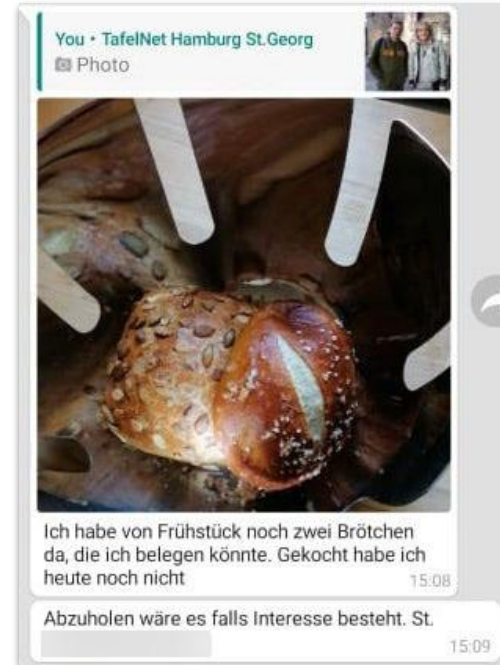 You • TafelNet Hamburg St.Georg
Photo
Ich habe von Frühstück noch zwei Brötchen
da, die ich belegen könnte. Gekocht habe ich
heute noch nicht
15:08
Abzuholen wäre es falls Interesse besteht. St.
15:09